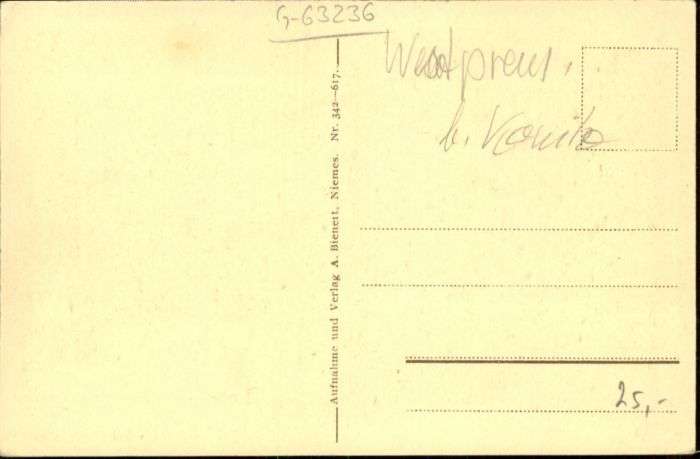 G-63236
Westpreus.
b. Konitz
Aufnahme und Verlag A. Bienert, Niemes. Nr. 342—617.
25,-